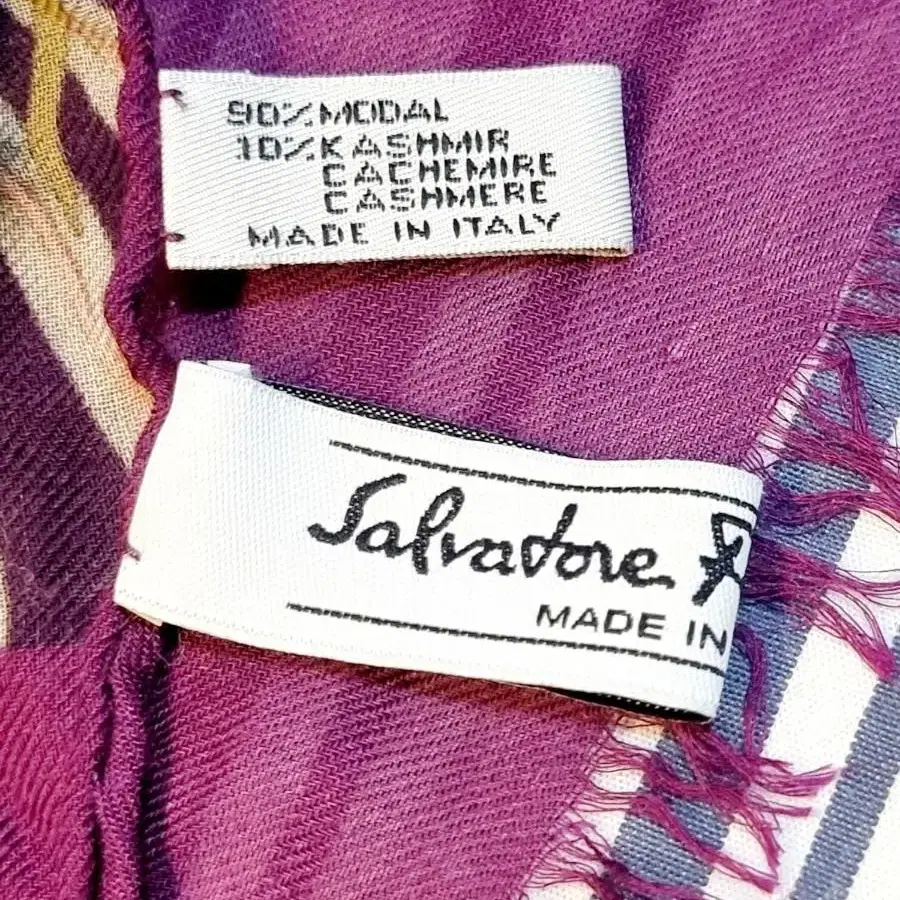 90% MODAL
10% KASHMIR
CACHEMIRE
CASHMERE
MADE IN ITALY
Salvatore
MADE IN